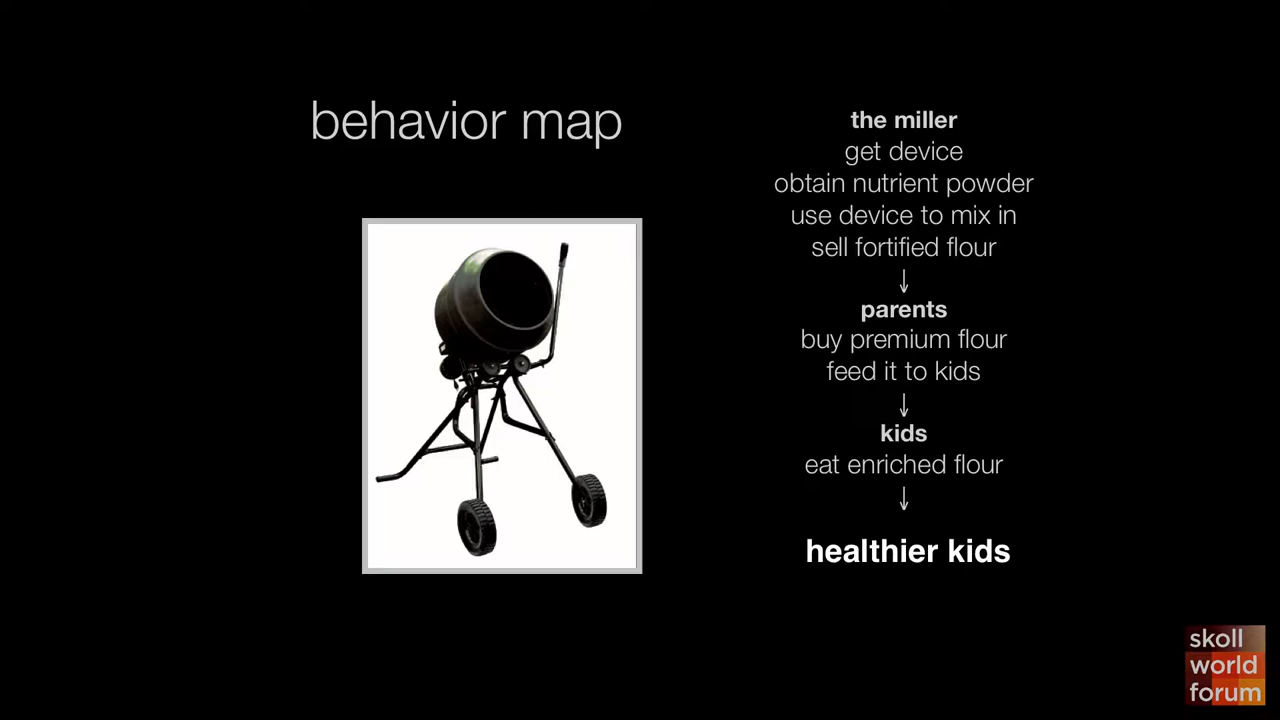 behavior map
the miller
get device
obtain nutrient powder
use device to mix in
sell fortified flour
↓
parents
buy premium flour
feed it to kids
↓
kids
eat enriched flour
↓
healthier kids
skoll
world
forum